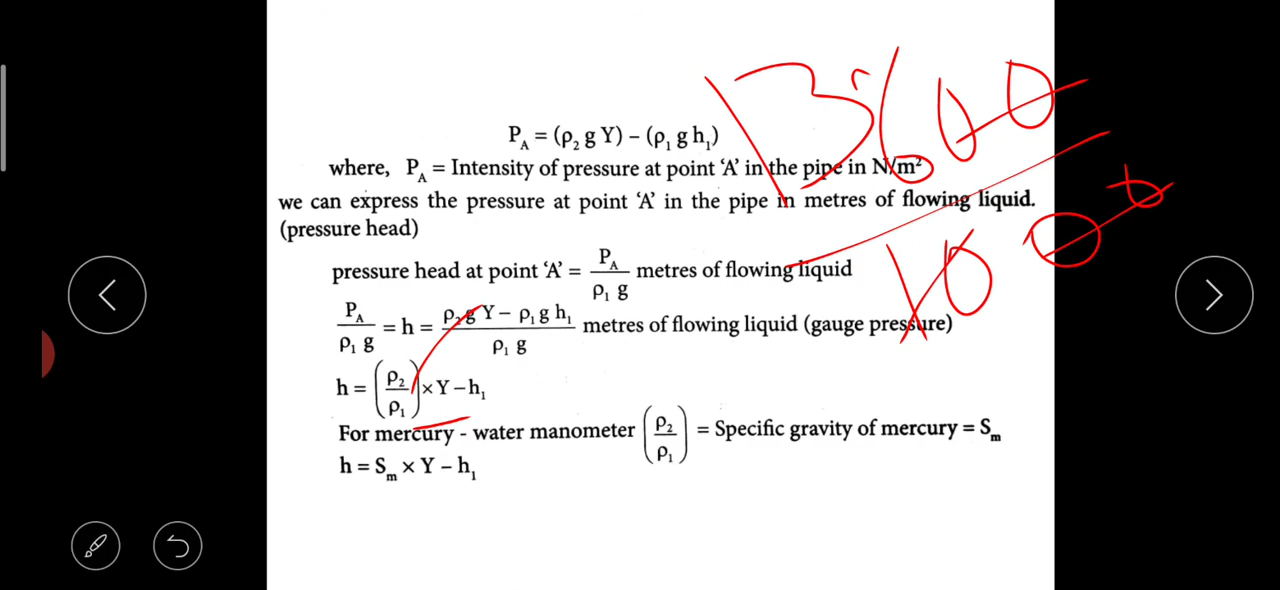 P_A = (ρ₂ g Y) – (ρ₁ g h₁)
where, P_A = Intensity of pressure at point ‘A’ in the pipe in N/m²
we can express the pressure at point ‘A’ in the pipe in metres of flowing liquid.
(pressure head)
pressure head at point ‘A’ = P_A / ρ₁ g metres of flowing liquid
P_A / ρ₁ g = h = ρ₂ g Y – ρ₁ g h₁ / ρ₁ g metres of flowing liquid (gauge pressure)
h = (ρ₂ / ρ₁) × Y – h₁
For mercury - water manometer (ρ₂ / ρ₁) = Specific gravity of mercury = S_m
h = S_m × Y – h₁
13600
1000